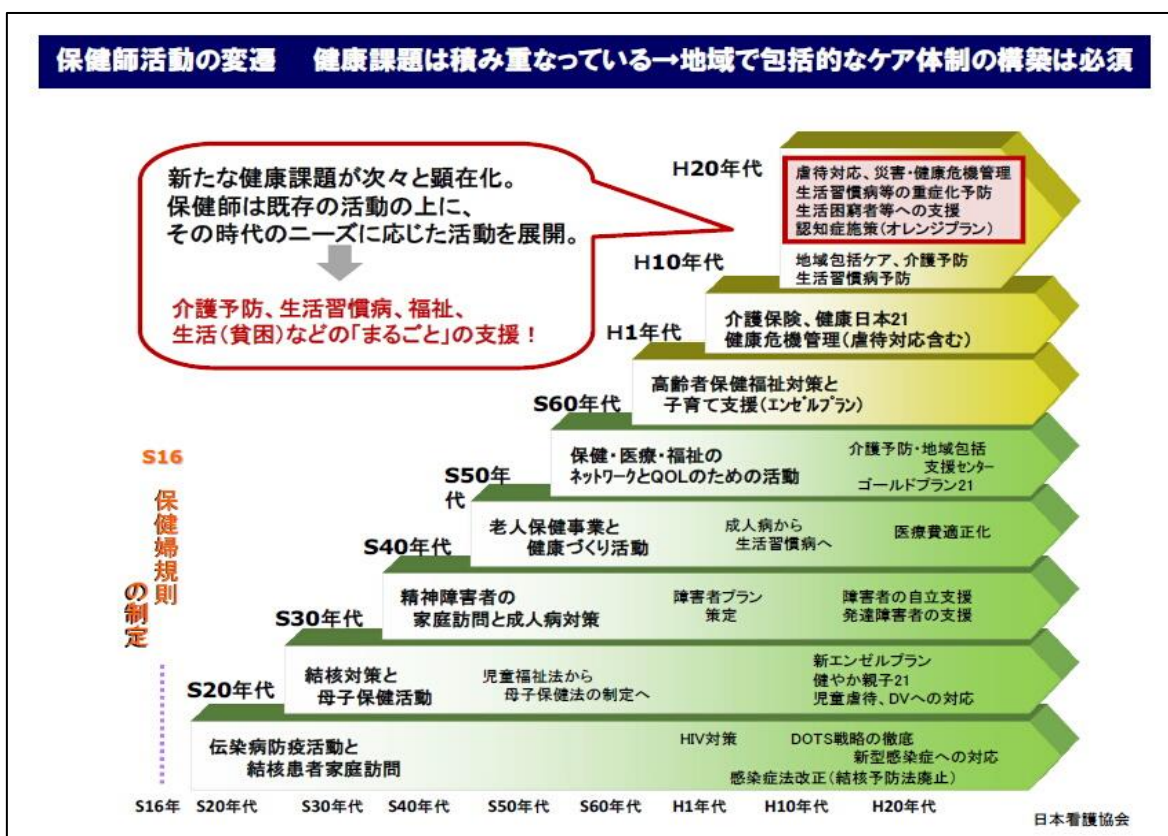 保健師活動の変遷　健康課題は積み重なっている→地域で包括的なケア体制の構築は必須
新たな健康課題が次々と顕在化。
保健師は既存の活動の上に、
その時代のニーズに応じた活動を展開。
介護予防、生活習慣病、福祉、
生活(貧困)などの「まるごと」の支援！
H20年代
虐待対応、災害・健康危機管理
生活習慣病等の重症化予防
生活困窮者等への支援
認知症施策(オレンジプラン)
地域包括ケア、介護予防
生活習慣病予防
H10年代
介護保険、健康日本21
健康危機管理(虐待対応含む)
H1年代
高齢者保健福祉対策と
子育て支援(エンゼルプラン)
S60年代
保健・医療・福祉の
ネットワークとQOLのための活動
介護予防・地域包括
支援センター
ゴールドプラン21
S50年
代
老人保健事業と
健康づくり活動
成人病から
生活習慣病へ
医療費適正化
S40年代
精神障害者の
家庭訪問と成人病対策
障害者プラン
策定
障害者の自立支援
発達障害者の支援
S30年代
結核対策と
母子保健活動
児童福祉法から
母子保健法の制定へ
新エンゼルプラン
健やか親子21
児童虐待、DVへの対応
S20年代
伝染病防疫活動と
結核患者家庭訪問
HIV対策
DOTS戦略の徹底
新型感染症への対応
感染症法改正(結核予防法廃止)
S16
保健婦規則
の制定
S16年
S20年代
S30年代
S40年代
S50年代
S60年代
H1年代
H10年代
H20年代
日本看護協会